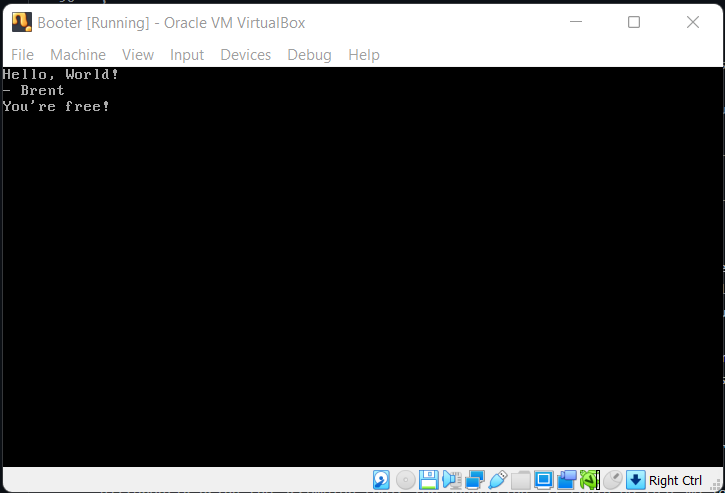 Booter [Running] - Oracle VM VirtualBox
File Machine View Input Devices Debug Help
Hello, World!
- Brent
You're free!
Right Ctrl